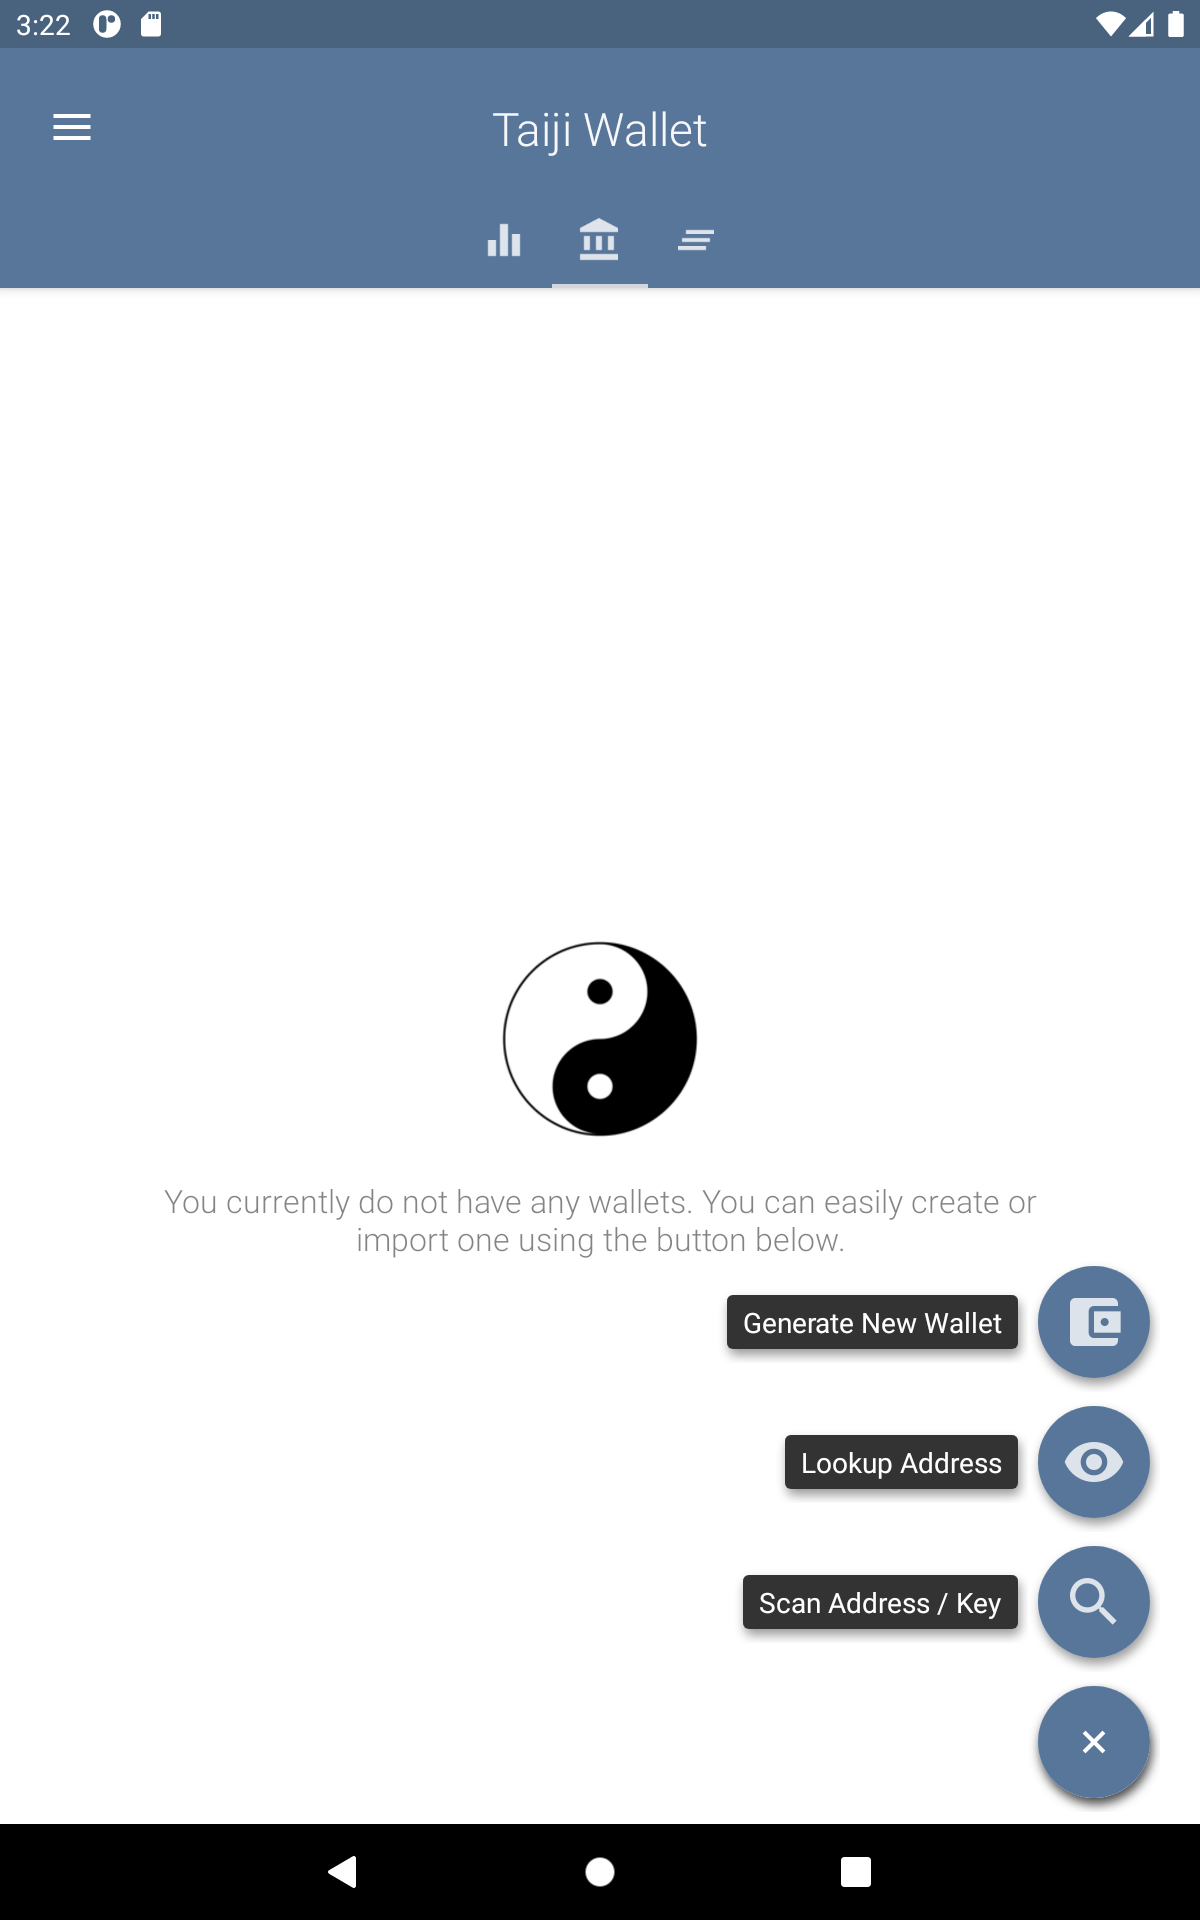 3:22
Taiji Wallet
You currently do not have any wallets. You can easily create or
import one using the button below.
Generate New Wallet
Lookup Address
Scan Address / Key